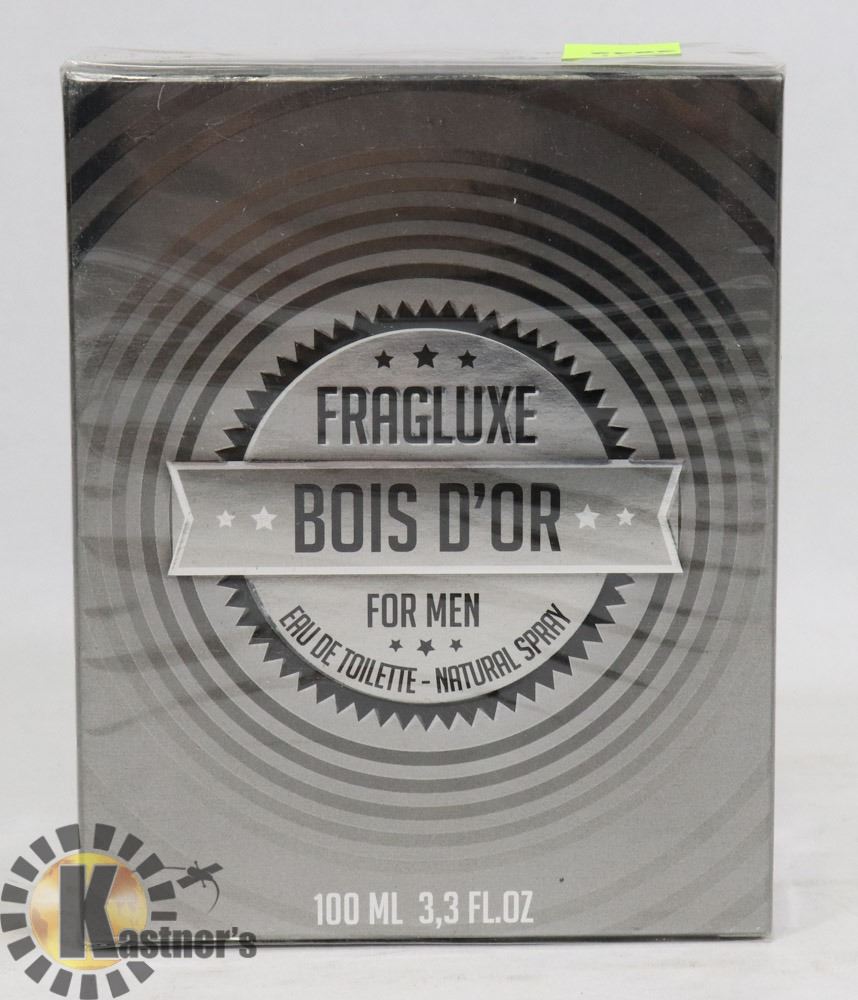 FRAGLUXE
BOIS D'OR
FOR MEN
EAU DE TOILETTE - NATURAL SPRAY
100 ML 3,3 FL.OZ
Kastner's